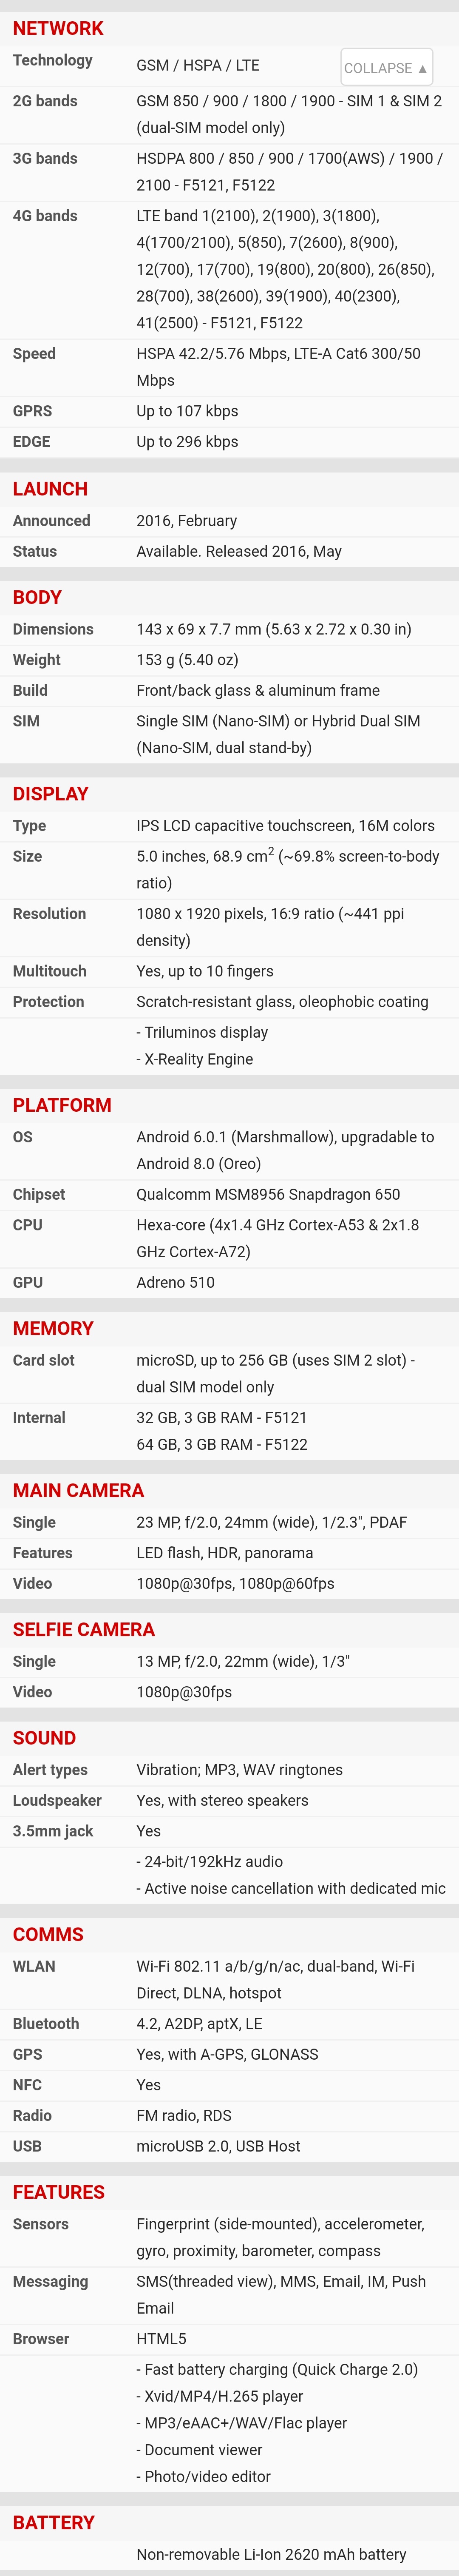 NETWORK
Technology GSM / HSPA / LTE COLLAPSE ▲
2G bands GSM 850 / 900 / 1800 / 1900 - SIM 1 & SIM 2
(dual-SIM model only)
3G bands HSDPA 800 / 850 / 900 / 1700(AWS) / 1900 /
2100 - F5121, F5122
4G bands LTE band 1(2100), 2(1900), 3(1800),
4(1700/2100), 5(850), 7(2600), 8(900),
12(700), 17(700), 19(800), 20(800), 26(850),
28(700), 38(2600), 39(1900), 40(2300),
41(2500) - F5121, F5122
Speed HSPA 42.2/5.76 Mbps, LTE-A Cat6 300/50
Mbps
GPRS Up to 107 kbps
EDGE Up to 296 kbps
LAUNCH
Announced 2016, February
Status Available. Released 2016, May
BODY
Dimensions 143 x 69 x 7.7 mm (5.63 x 2.72 x 0.30 in)
Weight 153 g (5.40 oz)
Build Front/back glass & aluminum frame
SIM Single SIM (Nano-SIM) or Hybrid Dual SIM
(Nano-SIM, dual stand-by)
DISPLAY
Type IPS LCD capacitive touchscreen, 16M colors
Size 5.0 inches, 68.9 cm² (~69.8% screen-to-body
ratio)
Resolution 1080 x 1920 pixels, 16:9 ratio (~441 ppi
density)
Multitouch Yes, up to 10 fingers
Protection Scratch-resistant glass, oleophobic coating
- Triluminos display
- X-Reality Engine
PLATFORM
OS Android 6.0.1 (Marshmallow), upgradable to
Android 8.0 (Oreo)
Chipset Qualcomm MSM8956 Snapdragon 650
CPU Hexa-core (4x1.4 GHz Cortex-A53 & 2x1.8
GHz Cortex-A72)
GPU Adreno 510
MEMORY
Card slot microSD, up to 256 GB (uses SIM 2 slot) -
dual SIM model only
Internal 32 GB, 3 GB RAM - F5121
64 GB, 3 GB RAM - F5122
MAIN CAMERA
Single 23 MP, f/2.0, 24mm (wide), 1/2.3", PDAF
Features LED flash, HDR, panorama
Video 1080p@30fps, 1080p@60fps
SELFIE CAMERA
Single 13 MP, f/2.0, 22mm (wide), 1/3"
Video 1080p@30fps
SOUND
Alert types Vibration; MP3, WAV ringtones
Loudspeaker Yes, with stereo speakers
3.5mm jack Yes
- 24-bit/192kHz audio
- Active noise cancellation with dedicated mic
COMMS
WLAN Wi-Fi 802.11 a/b/g/n/ac, dual-band, Wi-Fi
Direct, DLNA, hotspot
Bluetooth 4.2, A2DP, aptX, LE
GPS Yes, with A-GPS, GLONASS
NFC Yes
Radio FM radio, RDS
USB microUSB 2.0, USB Host
FEATURES
Sensors Fingerprint (side-mounted), accelerometer,
gyro, proximity, barometer, compass
Messaging SMS(threaded view), MMS, Email, IM, Push
Email
Browser HTML5
- Fast battery charging (Quick Charge 2.0)
- Xvid/MP4/H.265 player
- MP3/eAAC+/WAV/Flac player
- Document viewer
- Photo/video editor
BATTERY
Non-removable Li-Ion 2620 mAh battery